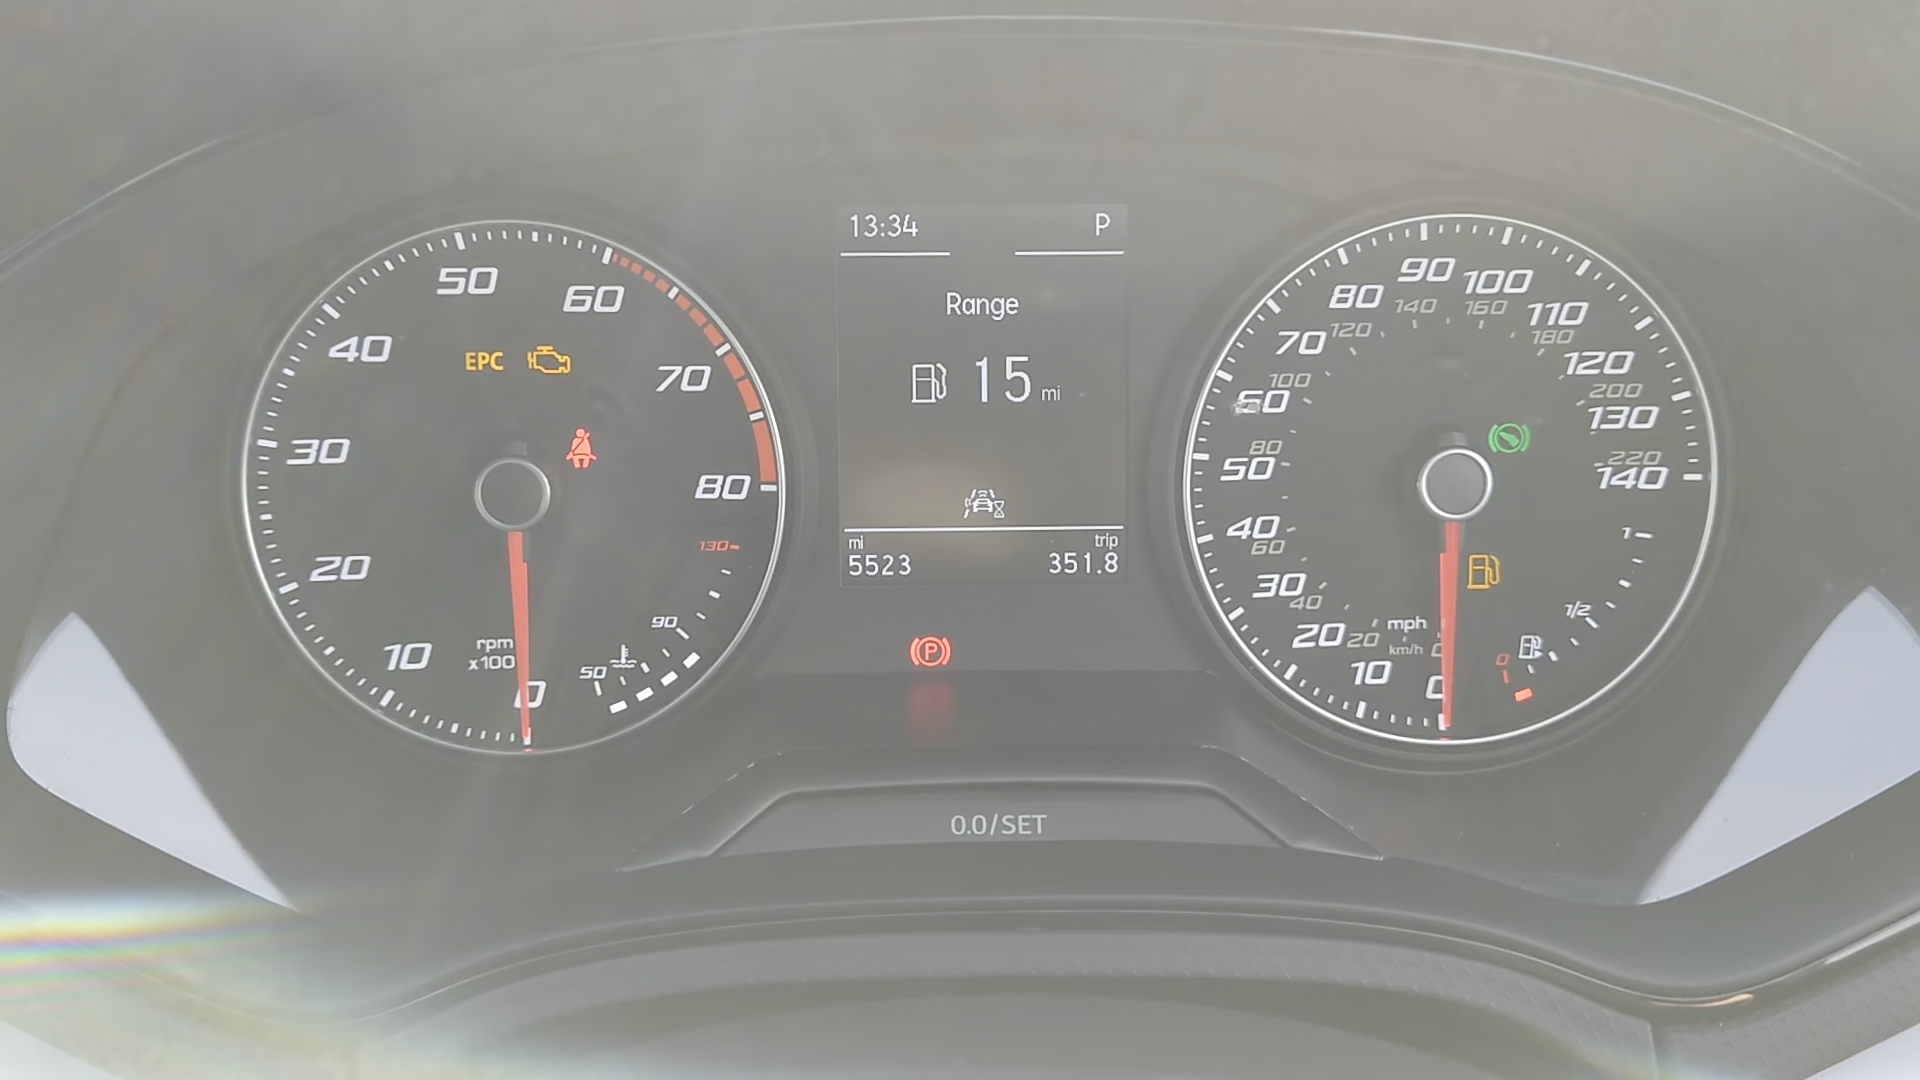 13:34 P
Range
15 mi
mi trip
5523 351.8
EPC
0 10 20 30 40 50 60 70 80
rpm
x100
50 90 130
P
0 10 20 30 40 50 60 70 80 90 100 110 120 130 140
20 40 60 80 100 120 140 160 180 200 220
mph
km/h
0 1/2 1
0.0/SET